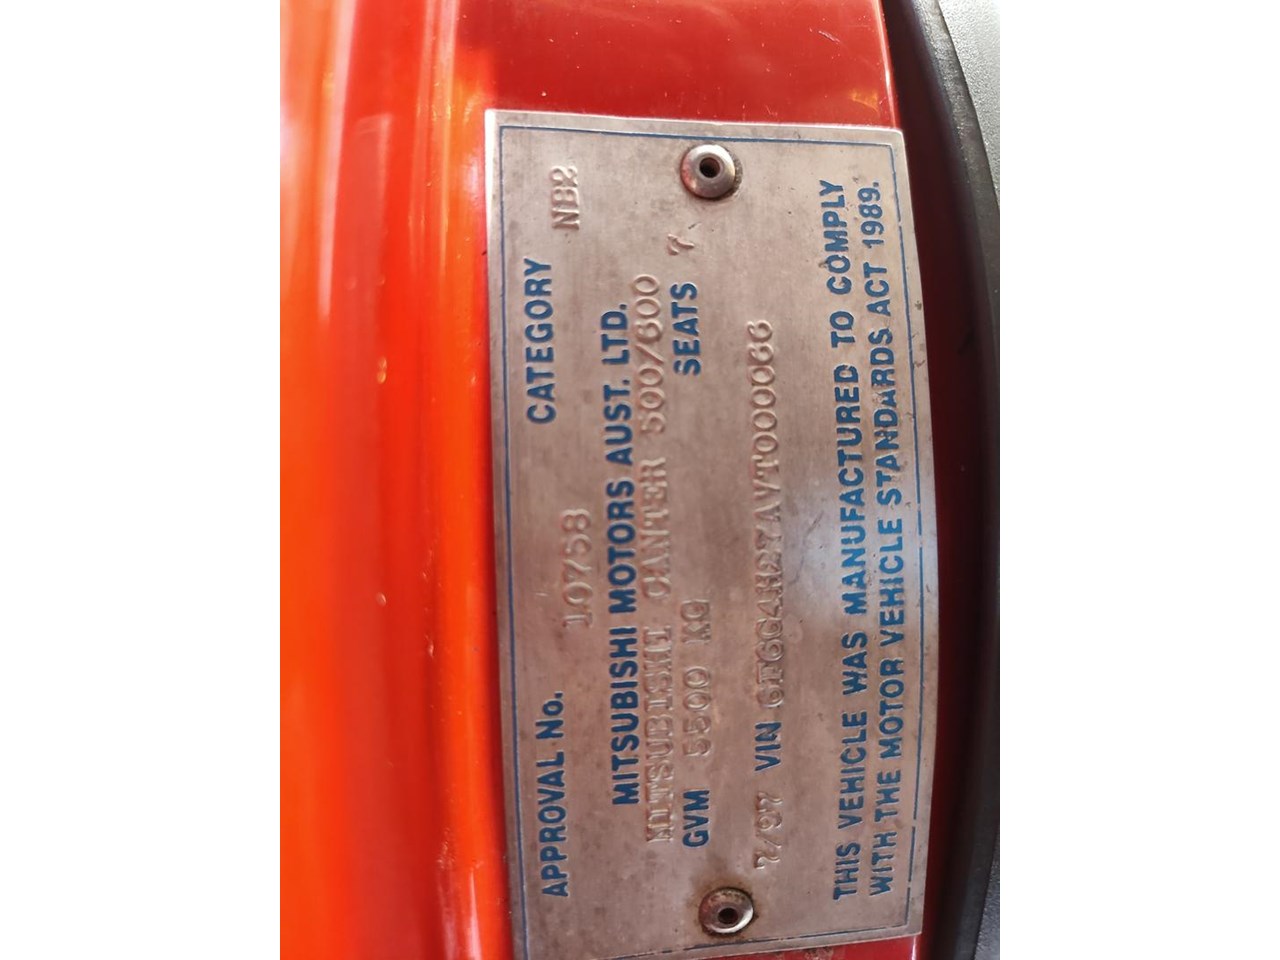 APPROVAL No. 10758 CATEGORY NB2
MITSUBISHI MOTORS AUST. LTD.
MITSUBISHI CANTER 500/600
GVM 5500 KG SEATS 7
7/97 VIN 6F6G4H27AVT00066
THIS VEHICLE WAS MANUFACTURED TO COMPLY
WITH THE MOTOR VEHICLE STANDARDS ACT 1989.